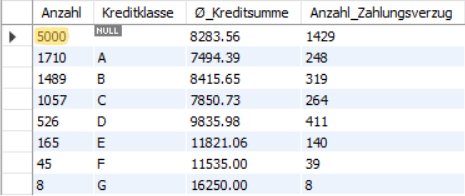 Anzahl Kreditklasse Ø_Kreditsumme Anzahl_Zahlungsverzug
5000 NULL 8283.56 1429
1710 A 7494.39 248
1489 B 8415.65 319
1057 C 7850.73 264
526 D 9835.98 411
165 E 11821.06 140
45 F 11535.00 39
8 G 16250.00 8